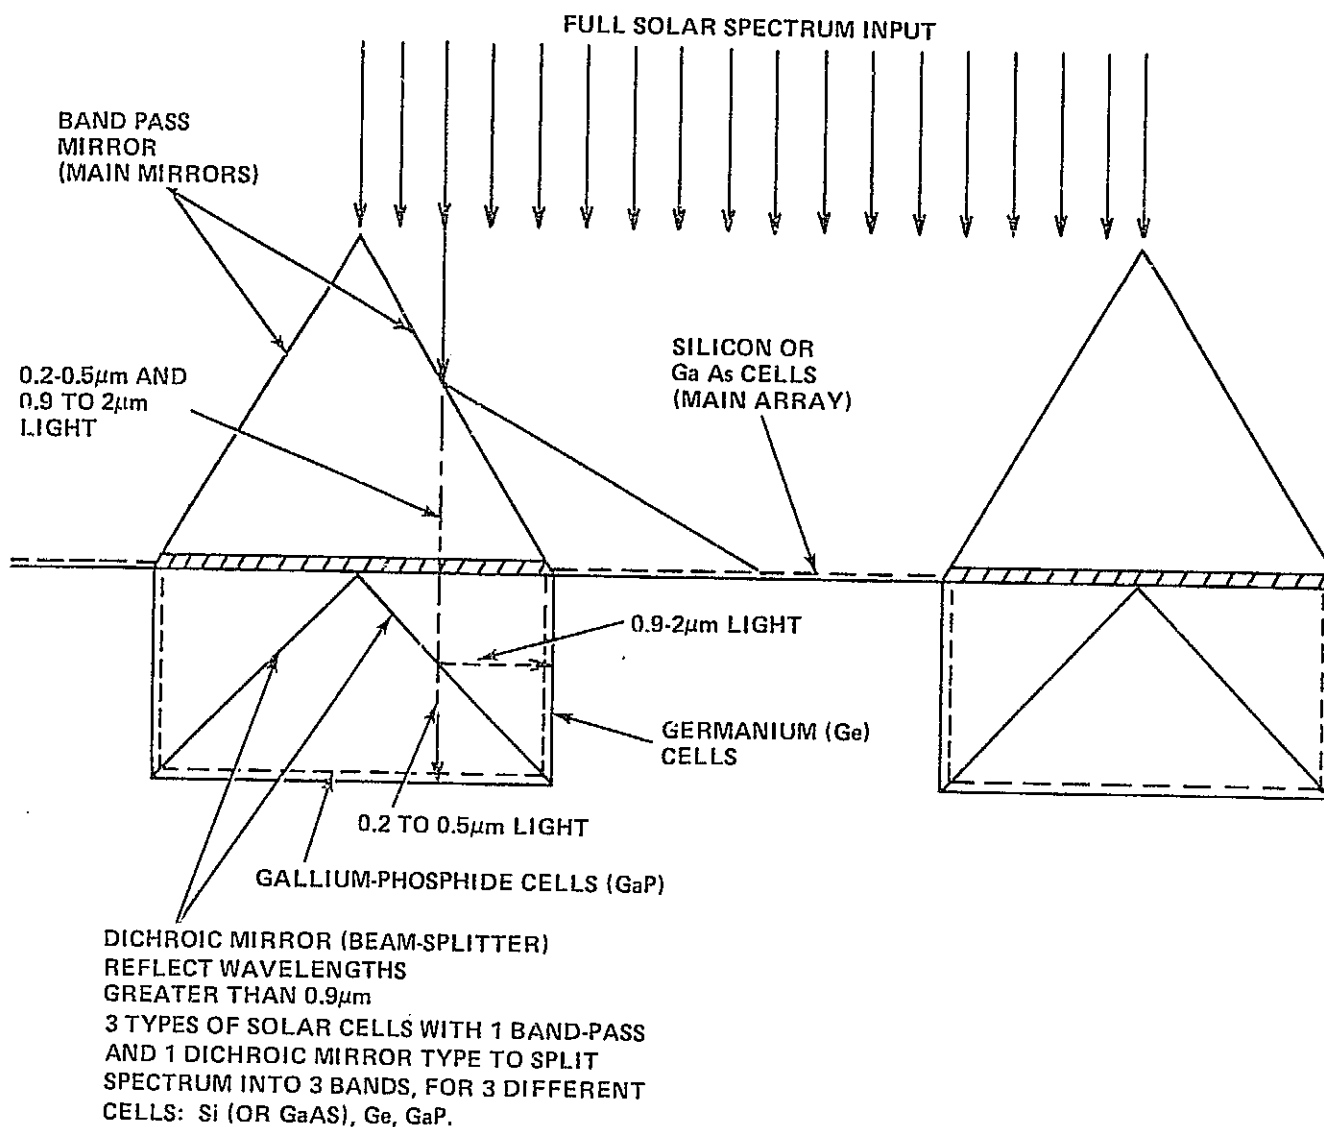 FULL SOLAR SPECTRUM INPUT
BAND PASS
MIRROR
(MAIN MIRRORS)
0.2-0.5μm AND
0.9 TO 2μm
LIGHT
SILICON OR
Ga As CELLS
(MAIN ARRAY)
0.9-2μm LIGHT
GERMANIUM (Ge)
CELLS
0.2 TO 0.5μm LIGHT
GALLIUM-PHOSPHIDE CELLS (GaP)
DICHROIC MIRROR (BEAM-SPLITTER)
REFLECT WAVELENGTHS
GREATER THAN 0.9μm
3 TYPES OF SOLAR CELLS WITH 1 BAND-PASS
AND 1 DICHROIC MIRROR TYPE TO SPLIT
SPECTRUM INTO 3 BANDS, FOR 3 DIFFERENT
CELLS: Si (OR GaAS), Ge, GaP.